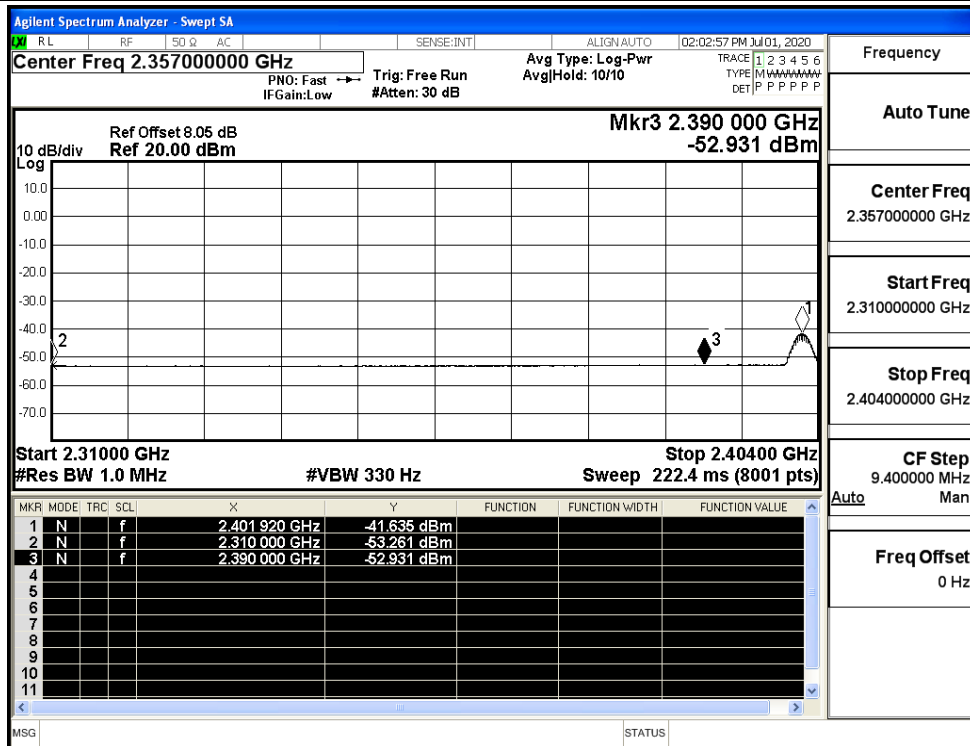 Agilent Spectrum Analyzer - Swept SA
LXI RL RF 50 Ω AC SENSE:INT ALIGN AUTO 02:02:57 PM Jul 01, 2020
Center Freq 2.357000000 GHz
PNO: Fast
IFGain:Low
Trig: Free Run
#Atten: 30 dB
Avg Type: Log-Pwr
Avg|Hold: 10/10
TRACE 1 2 3 4 5 6
TYPE M WWWWW
DET P P P P P P
Ref Offset 8.05 dB
10 dB/div Ref 20.00 dBm
Log
Mkr3 2.390 000 GHz
-52.931 dBm
10.0
0.00
-10.0
-20.0
-30.0
-40.0
-50.0
-60.0
-70.0
2
3
1
Start 2.31000 GHz Stop 2.40400 GHz
#Res BW 1.0 MHz #VBW 330 Hz Sweep 222.4 ms (8001 pts)
MKR MODE TRC SCL X Y FUNCTION FUNCTION WIDTH FUNCTION VALUE
1 N f 2.401 920 GHz -41.635 dBm
2 N f 2.310 000 GHz -53.261 dBm
3 N f 2.390 000 GHz -52.931 dBm
4
5
6
7
8
9
10
11
MSG STATUS
Frequency
Auto Tune
Center Freq
2.357000000 GHz
Start Freq
2.310000000 GHz
Stop Freq
2.404000000 GHz
CF Step
9.400000 MHz
Auto Man
Freq Offset
0 Hz